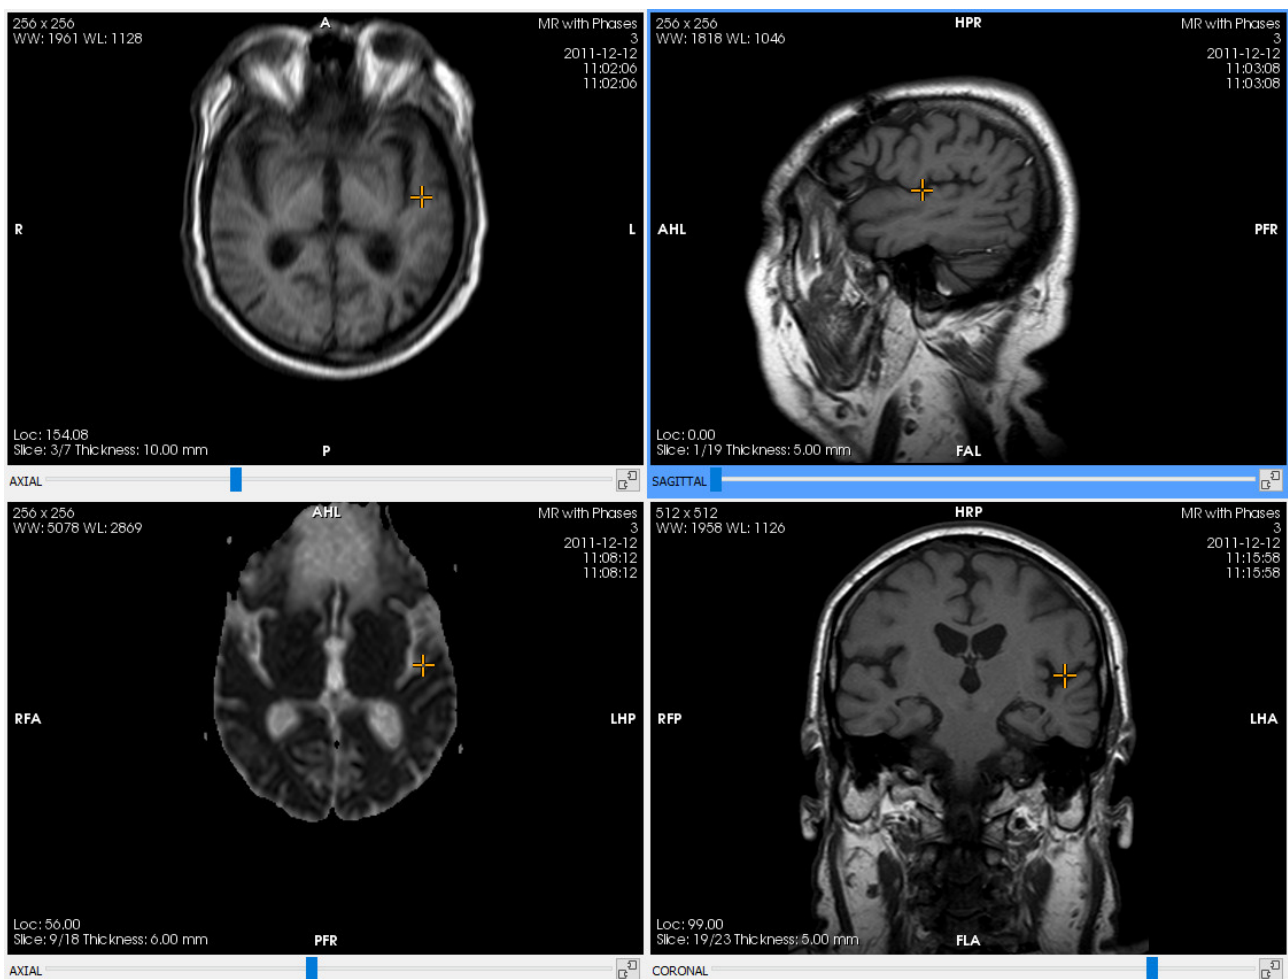 256 x 256
WW: 1961 WL: 1128
A
MR with Phases
3
2011-12-12
11:02:06
11:02:06
R
L
Loc: 154.08
Slice: 3/7 Thickness: 10.00 mm
P
AXIAL
256 x 256
WW: 1818 WL: 1046
HPR
MR with Phases
3
2011-12-12
11:03:08
11:03:08
AHL
PFR
Loc: 0.00
Slice: 1/19 Thickness: 5.00 mm
FAL
SAGITTAL
256 x 256
WW: 5078 WL: 2869
AHL
MR with Phases
3
2011-12-12
11:08:12
11:08:12
RFA
LHP
Loc: 56.00
Slice: 9/18 Thickness: 6.00 mm
PFR
AXIAL
512 x 512
WW: 1958 WL: 1126
HRP
MR with Phases
3
2011-12-12
11:15:58
11:15:58
RFP
LHA
Loc: 99.00
Slice: 19/23 Thickness: 5.00 mm
FLA
CORONAL